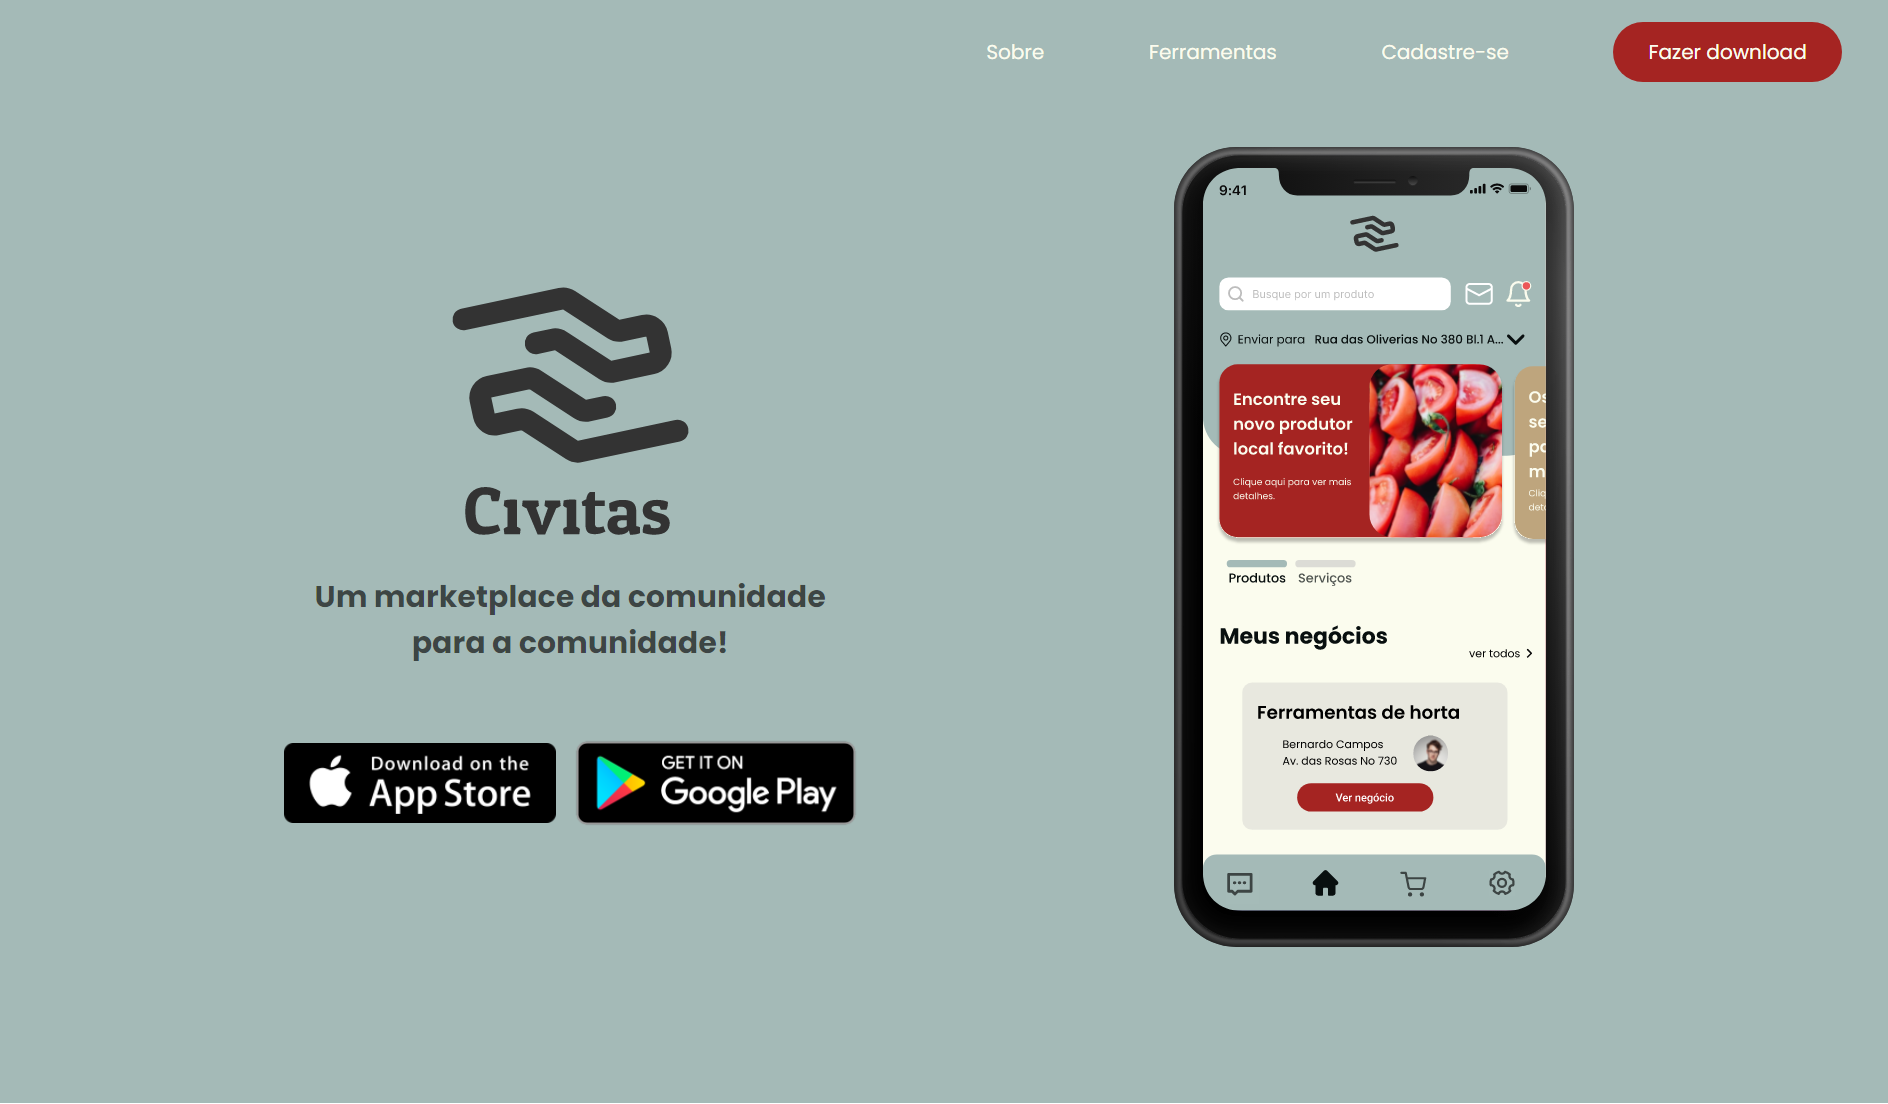 Sobre
Ferramentas
Cadastre-se
Fazer download
Cıvıtas
Um marketplace da comunidade
para a comunidade!
Download on the
App Store
GET IT ON
Google Play
9:41
Busque por um produto
Enviar para Rua das Oliverias No 380 Bl.1 A...
Encontre seu
novo produtor
local favorito!
Clique aqui para ver mais
detalhes.
Os
se
po
m
Cliq
deta
Produtos
Serviços
Meus negócios
ver todos
Ferramentas de horta
Bernardo Campos
Av. das Rosas No 730
Ver negócio